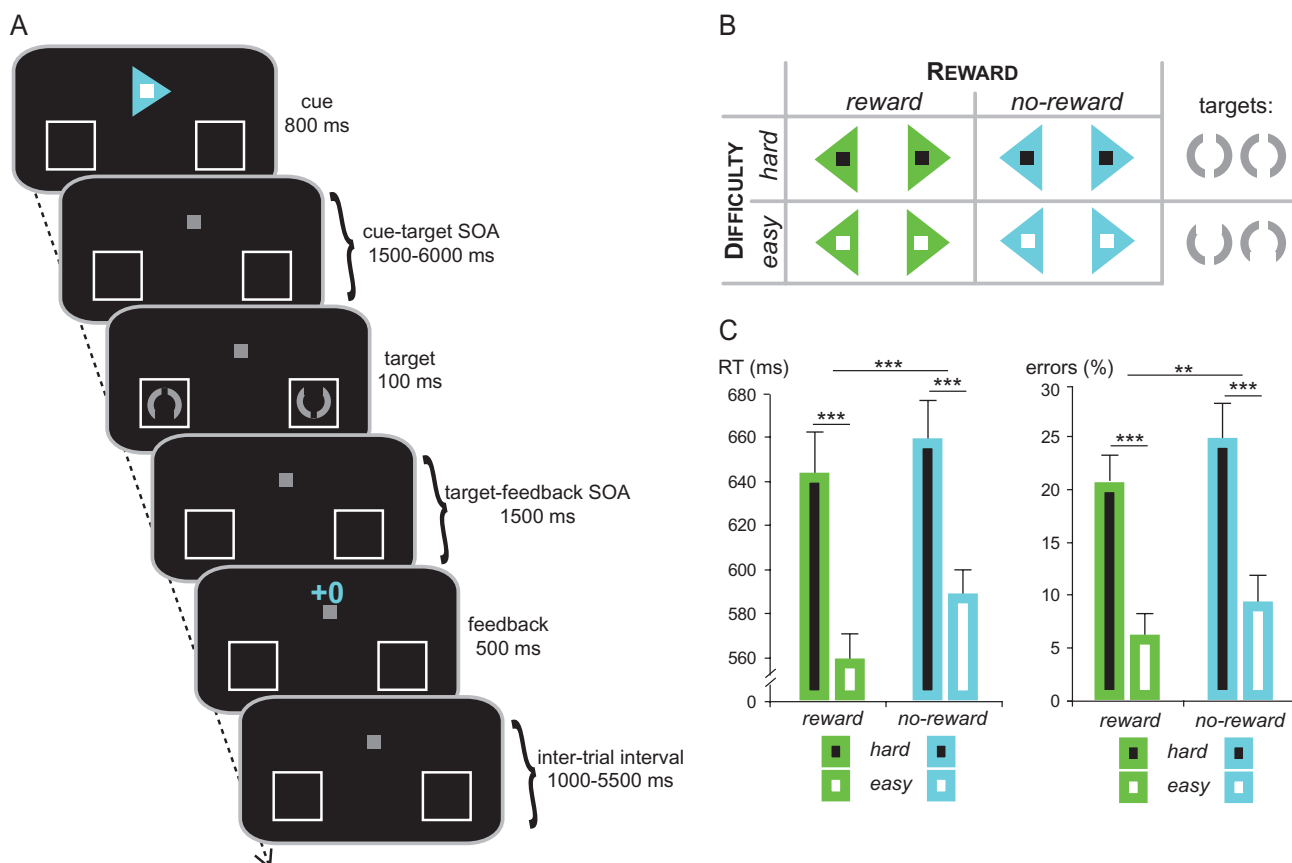 A
cue
800 ms
cue-target SOA
1500-6000 ms
target
100 ms
target-feedback SOA
1500 ms
+0
feedback
500 ms
inter-trial interval
1000-5500 ms
B
REWARD
reward no-reward targets:
DIFFICULTY
hard
easy
C
RT (ms)
***
***
***
680
660
640
620
600
580
560
0
reward no-reward
hard
easy
errors (%)
**
***
***
30
25
20
15
10
5
0
reward no-reward
hard
easy